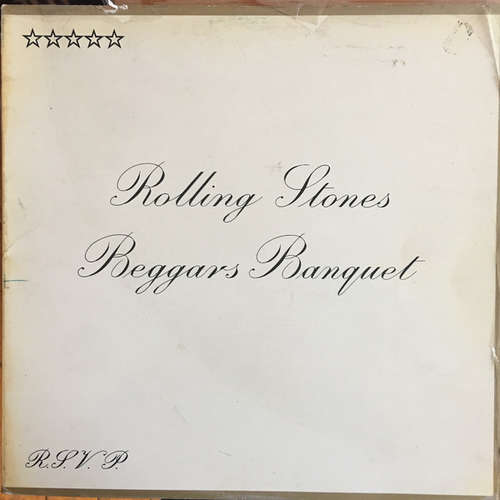 Rolling Stones
Beggars Banquet
R.S.V.P.